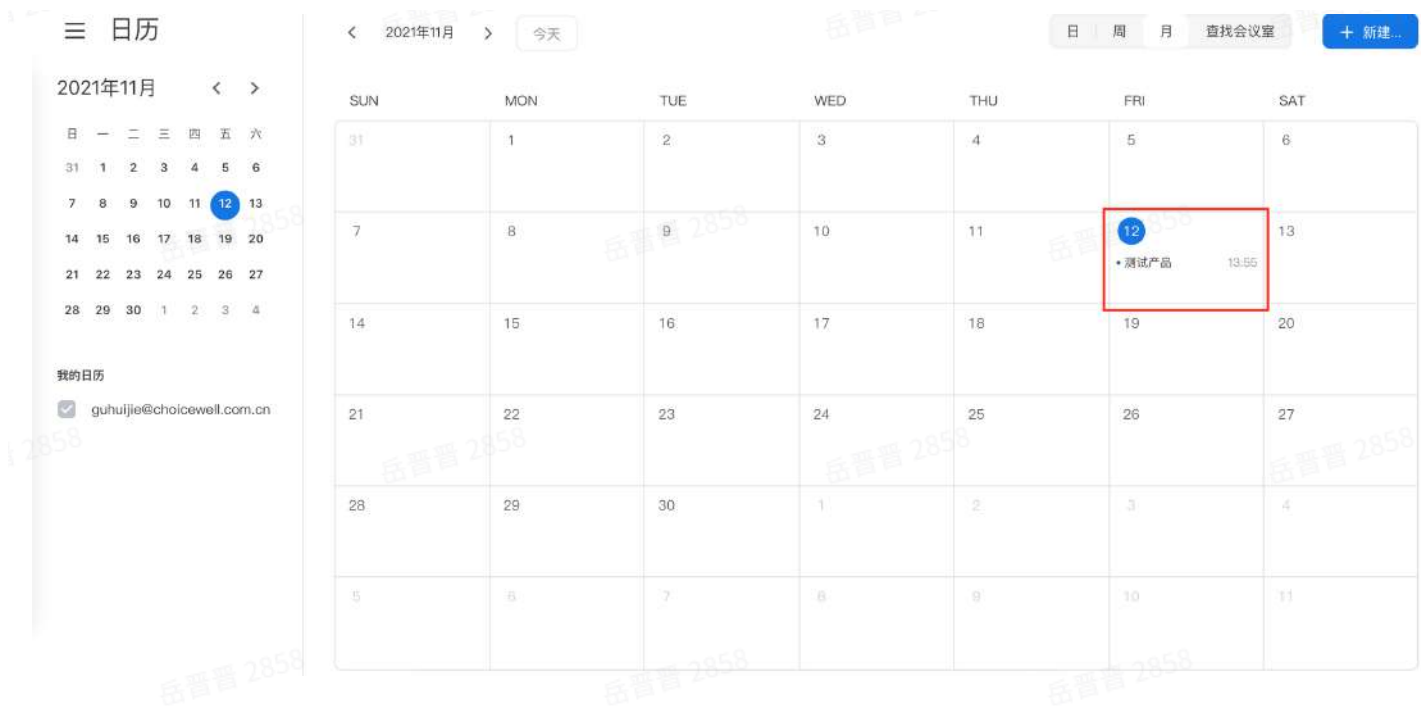 日历
2021年11月
今天
日 周 月 查找会议室
+ 新建...
2021年11月
日 一 二 三 四 五 六
31 1 2 3 4 5 6
7 8 9 10 11 12 13
14 15 16 17 18 19 20
21 22 23 24 25 26 27
28 29 30 1 2 3 4
我的日历
guhuijie@choicewell.com.cn
SUN MON TUE WED THU FRI SAT
31 1 2 3 4 5 6
7 8 9 10 11 12 13
• 测试产品 13:55
14 15 16 17 18 19 20
21 22 23 24 25 26 27
28 29 30 1 2 3 4
5 6 7 8 9 10 11
岳晋晋 2858